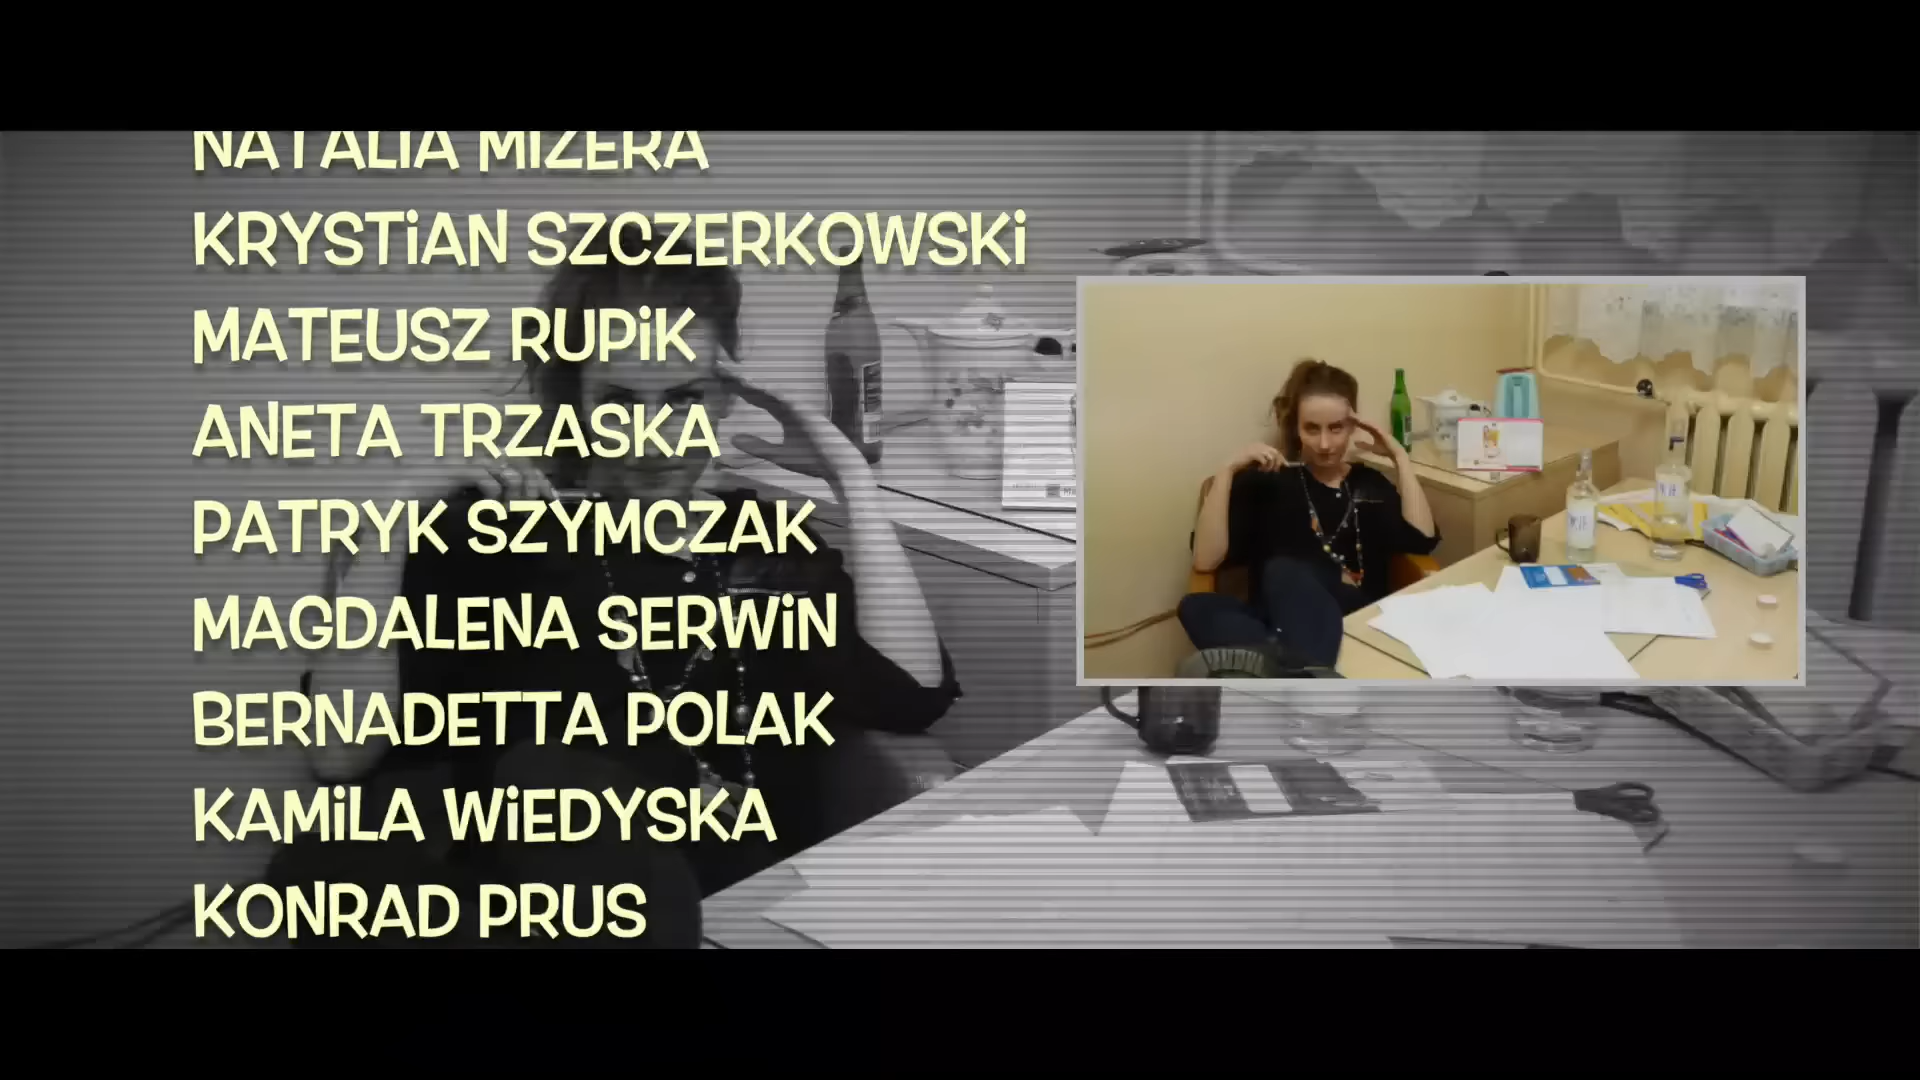 NATALiA MiZERA
KRYSTiAN SZCZERKOWSKi
MATEUSZ RUPiK
ANETA TRZASKA
PATRYK SZYMCZAK
MAGDALENA SERWiN
BERNADETTA POLAK
KAMiLA WiEDYSKA
KONRAD PRUS